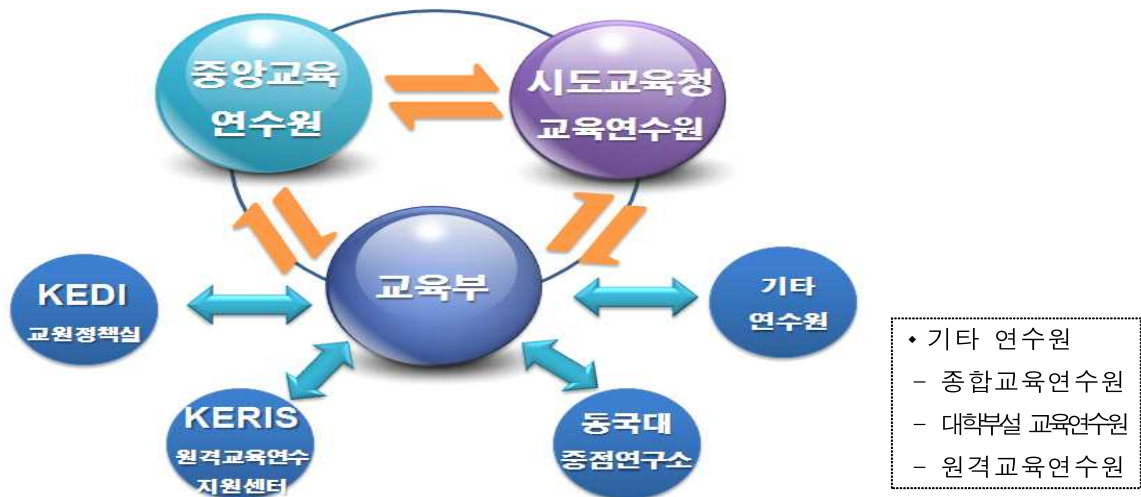 중앙교육
연수원
시도교육청
교육연수원
교육부
KEDI
교원정책실
기타
연수원
KERIS
원격교육연수
지원센터
동국대
중점연구소
◆ 기타 연수원
- 종합교육연수원
- 대학부설 교육연수원
- 원격교육연수원